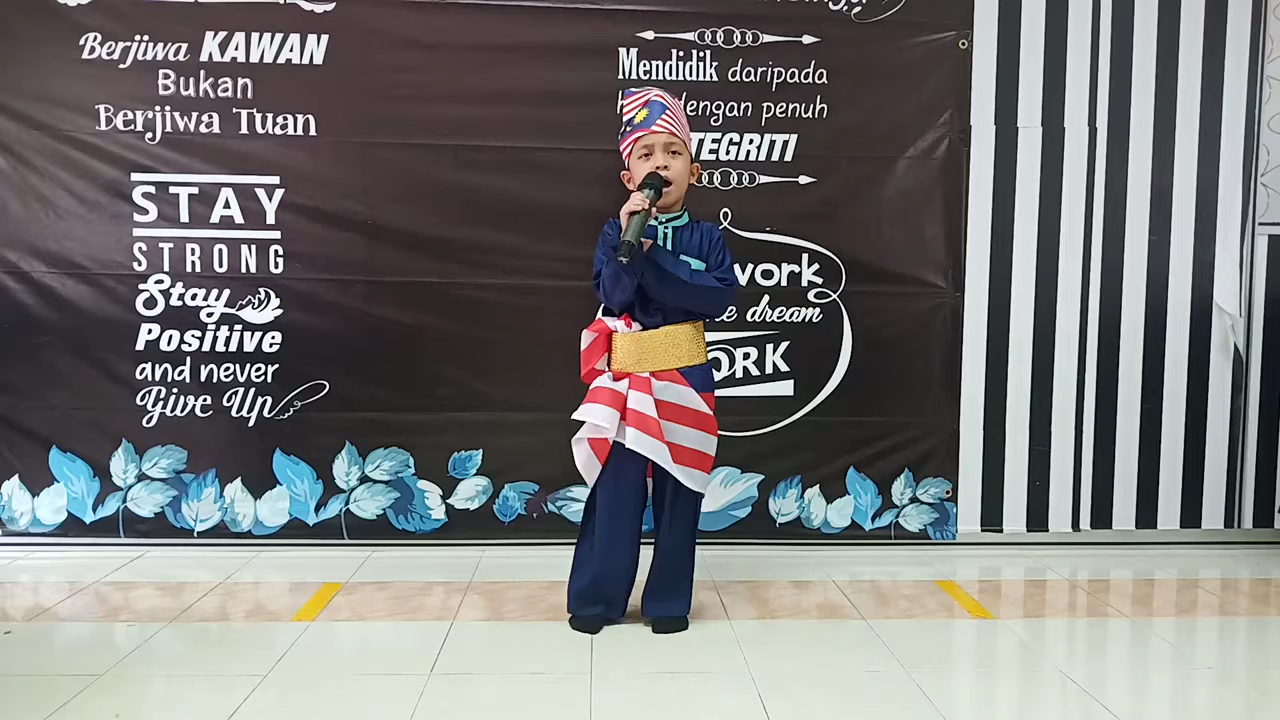 Berjiwa KAWAN
Bukan
Berjiwa Tuan
STAY
STRONG
Stay
Positive
and never
Give Up
Mendidik daripada
dengan penuh
TEGRITI
work
dream
ORK